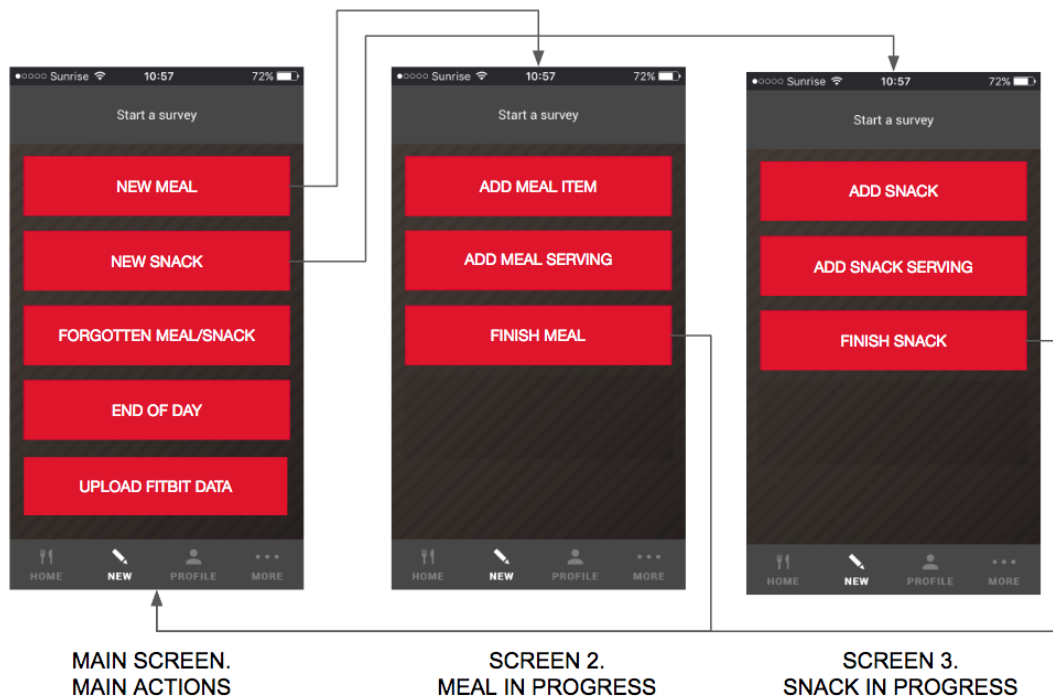 Sunrise 10:57 72%
Start a survey
NEW MEAL
NEW SNACK
FORGOTTEN MEAL/SNACK
END OF DAY
UPLOAD FITBIT DATA
HOME NEW PROFILE MORE
MAIN SCREEN.
MAIN ACTIONS
Sunrise 10:57 72%
Start a survey
ADD MEAL ITEM
ADD MEAL SERVING
FINISH MEAL
HOME NEW PROFILE MORE
SCREEN 2.
MEAL IN PROGRESS
Sunrise 10:57 72%
Start a survey
ADD SNACK
ADD SNACK SERVING
FINISH SNACK
HOME NEW PROFILE MORE
SCREEN 3.
SNACK IN PROGRESS